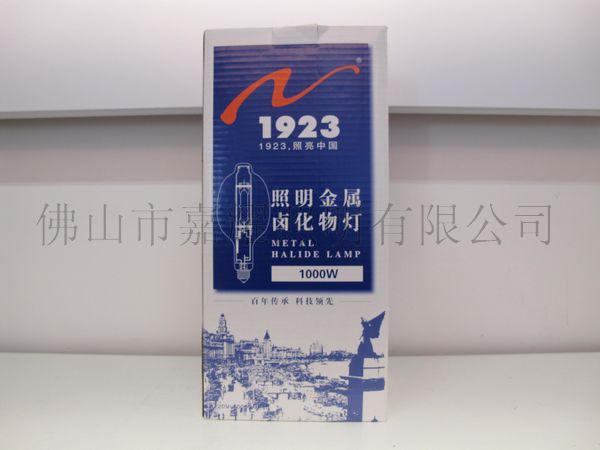 ®
1923
1923,照亮中国
照明金属
卤化物灯
METAL
HALIDE LAMP
1000W
百年传承 科技领先
佛山市嘉 明有限公司